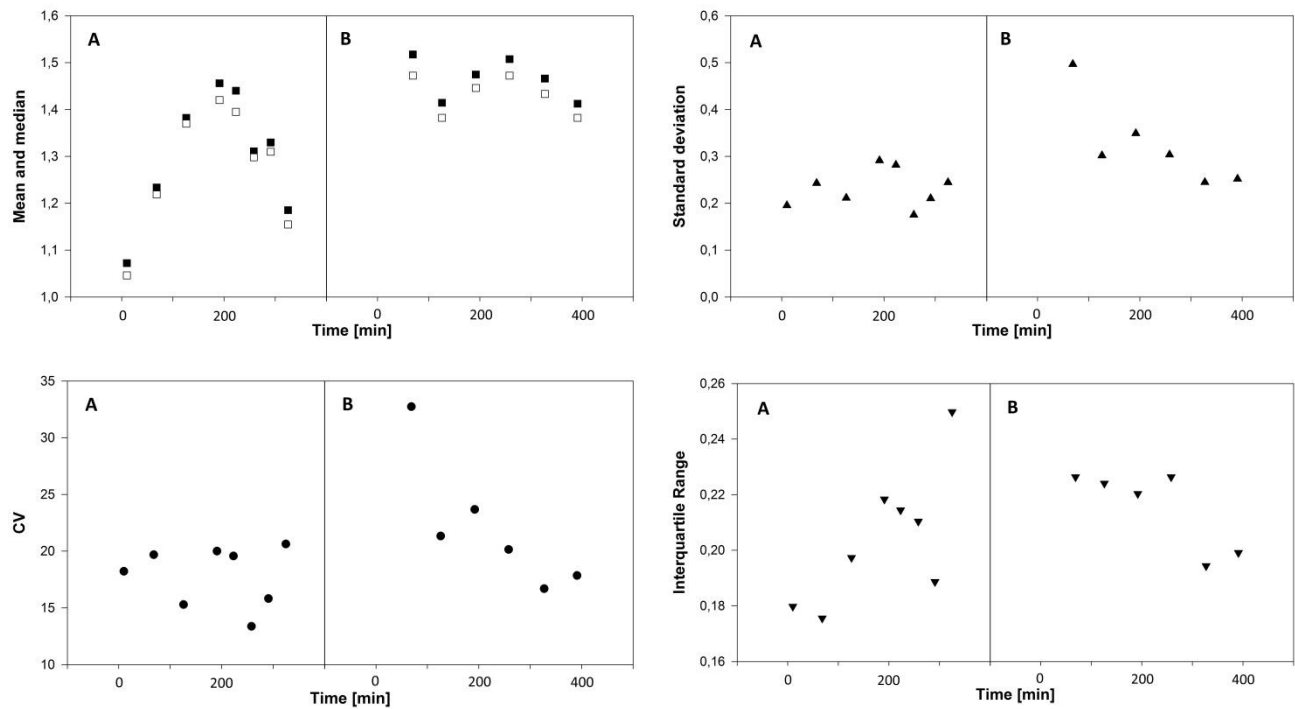 1,6
1,5
1,4
1,3
1,2
1,1
1,0
Mean and median
A
B
0
200
0
200
400
Time [min]
0,6
0,5
0,4
0,3
0,2
0,1
0,0
Standard deviation
A
B
0
200
0
200
400
Time [min]
35
30
25
20
15
10
CV
A
B
0
200
0
200
400
Time [min]
0,26
0,24
0,22
0,20
0,18
0,16
Interquartile Range
A
B
0
200
0
200
400
Time [min]